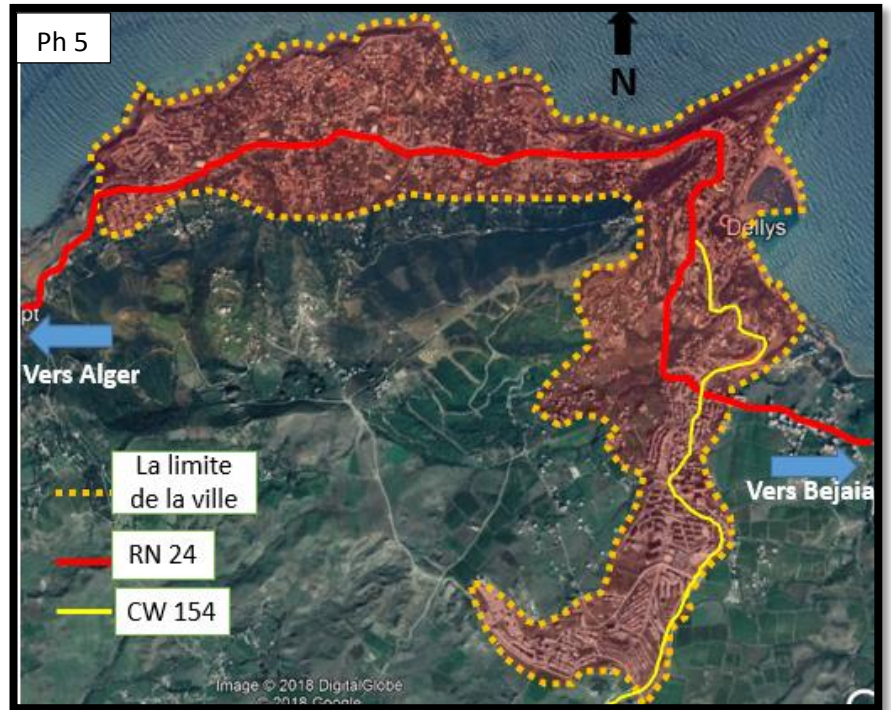 Ph 5
N
Dellys
pt
Vers Alger
La limite
de la ville
Vers Bejaia
RN 24
CW 154
Image © 2018 DigitalGlobe
© 2018 Google